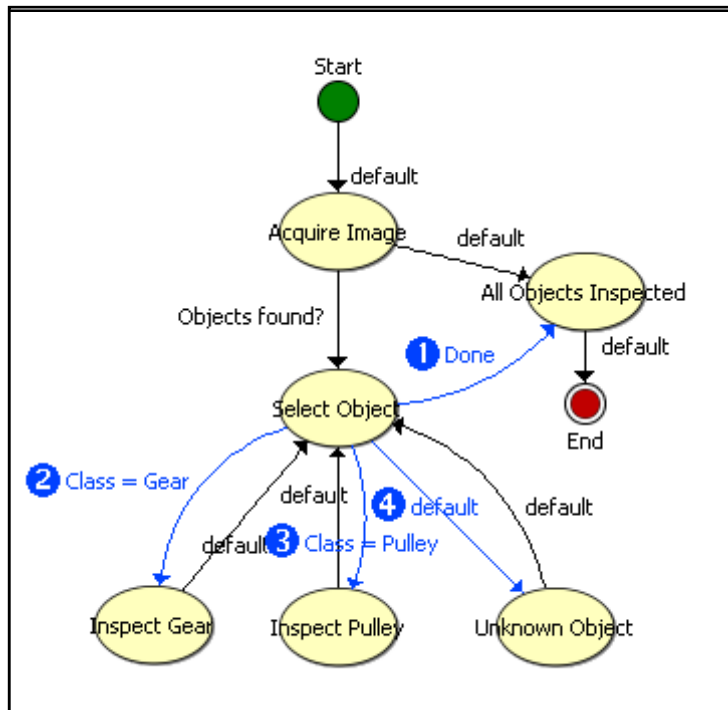 Start
default
Acquire Image
default
All Objects Inspected
Objects found?
1 Done
default
Select Object
End
2 Class = Gear
default
4 default
default
default
3 Class = Pulley
Inspect Gear
Inspect Pulley
Unknown Object